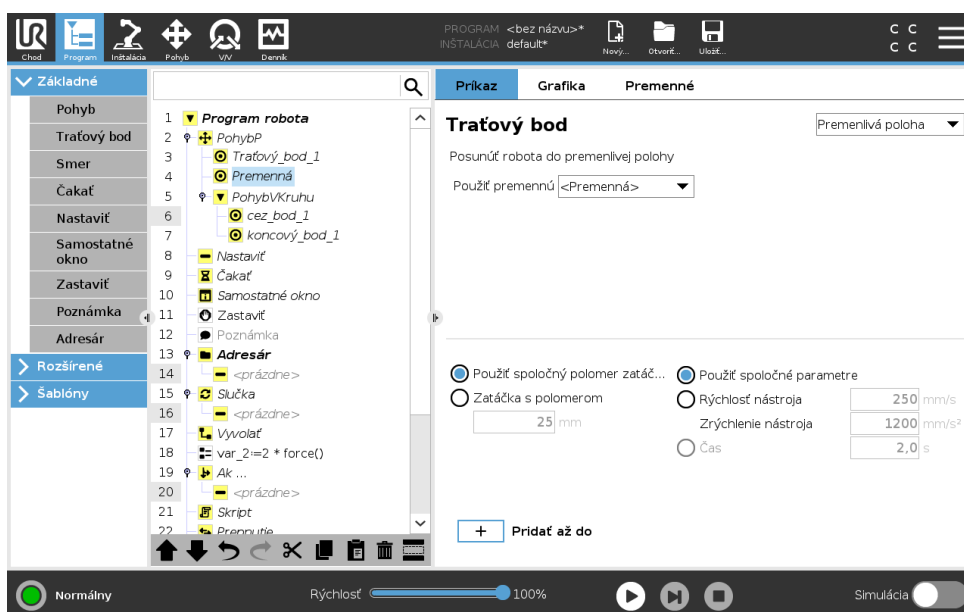 UR
Chod
Program
Inštalácia
Pohyb
V/V
Denník
PROGRAM <bez názvu>*
INŠTALÁCIA default*
Nový...
Otvoriť...
Uložiť...
C C
C C
Základné
Pohyb
Traťový bod
Smer
Čakať
Nastaviť
Samostatné
okno
Zastaviť
Poznámka
Adresár
Rozšírené
Šablóny
1 Program robota
2 PohybP
3 Traťový_bod_1
4 Premenná
5 PohybVKruhu
6 cez_bod_1
7 koncový_bod_1
8 Nastaviť
9 Čakať
10 Samostatné okno
11 Zastaviť
12 Poznámka
13 Adresár
14 <prázdne>
15 Slučka
16 <prázdne>
17 Vyvolať
18 var_2:=2 * force()
19 Ak ...
20 <prázdne>
21 Skript
22 Prepnutie
Príkaz
Grafika
Premenné
Traťový bod
Premenlivá poloha
Posunúť robota do premenlivej polohy
Použiť premennú <Premenná>
Použiť spoločný polomer zatáč...
Zatáčka s polomerom
25 mm
Použiť spoločné parametre
Rýchlosť nástroja 250 mm/s
Zrýchlenie nástroja 1200 mm/s²
Čas 2,0 s
+ Pridať až do
Normálny
Rýchlosť 100%
Simulácia